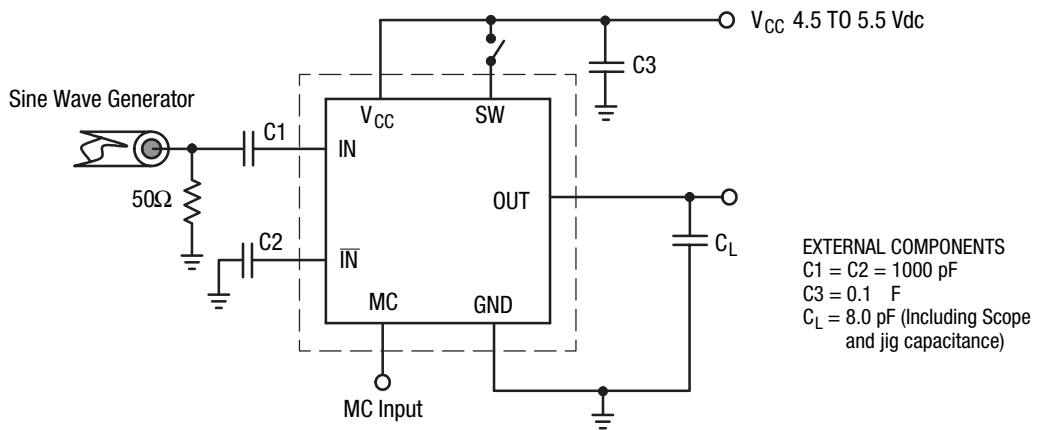 V_CC 4.5 TO 5.5 Vdc
C3
Sine Wave Generator
C1
V_CC
SW
IN
50Ω
OUT
C2
I̅N̅
C_L
MC
GND
MC Input
EXTERNAL COMPONENTS
C1 = C2 = 1000 pF
C3 = 0.1 F
C_L = 8.0 pF (Including Scope
and jig capacitance)